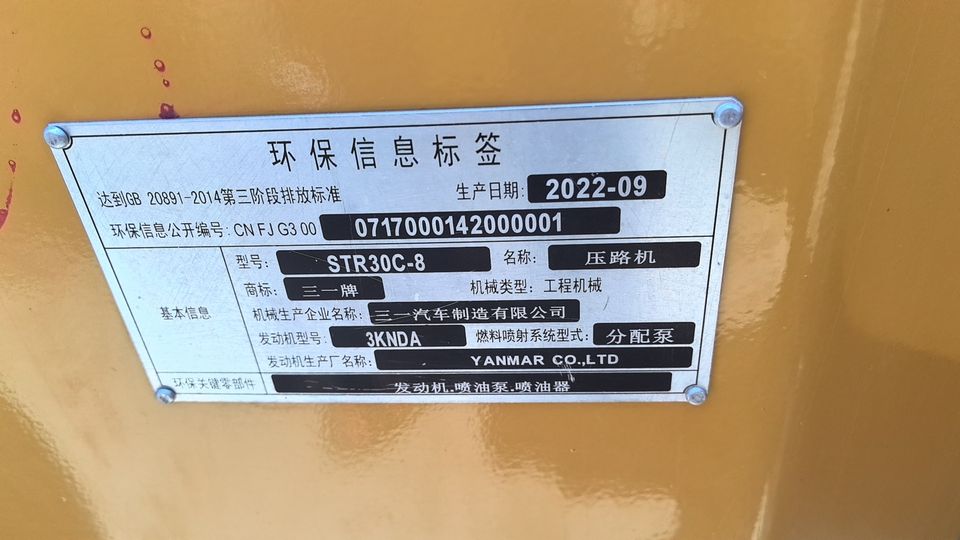 环保信息标签
达到GB 20891-2014第三阶段排放标准 生产日期: 2022-09
环保信息公开编号: CN FJ G3 00 0717000142000001
基本信息
型号: STR30C-8 名称: 压路机
商标: 三一牌 机械类型: 工程机械
机械生产企业名称: 三一汽车制造有限公司
发动机型号: 3KNDA 燃料喷射系统型式: 分配泵
发动机生产厂名称: YANMAR CO.,LTD
环保关键零部件 发动机.喷油泵.喷油器